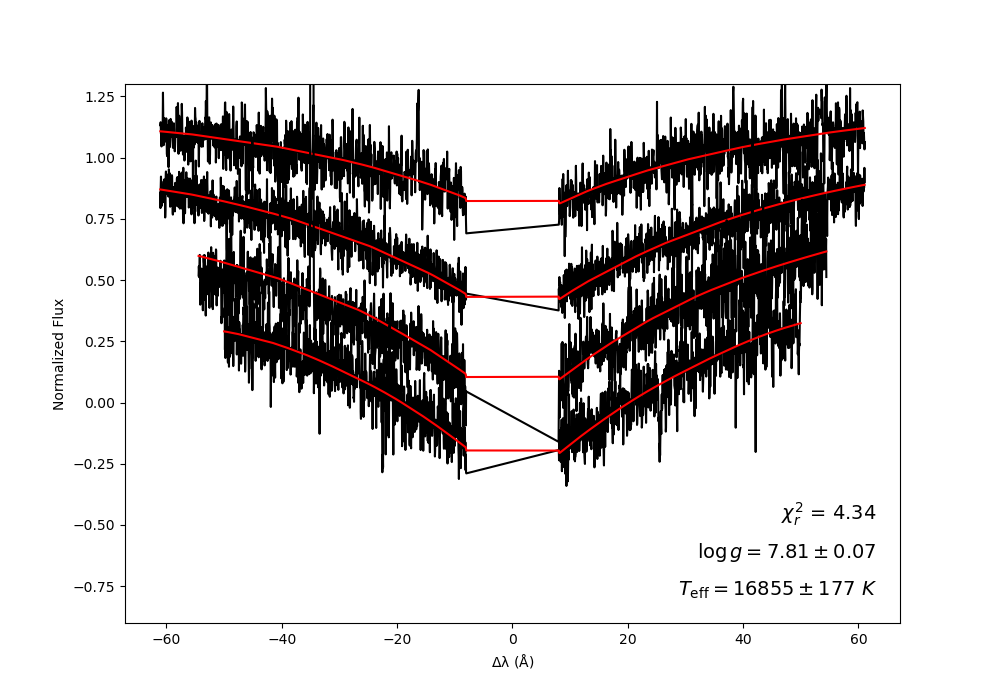 1.25
1.00
0.75
0.50
0.25
0.00
−0.25
−0.50
−0.75
Normalized Flux
χ²ᵣ = 4.34
log g = 7.81 ± 0.07
T_eff = 16855 ± 177 K
−60 −40 −20 0 20 40 60
Δλ (Å)